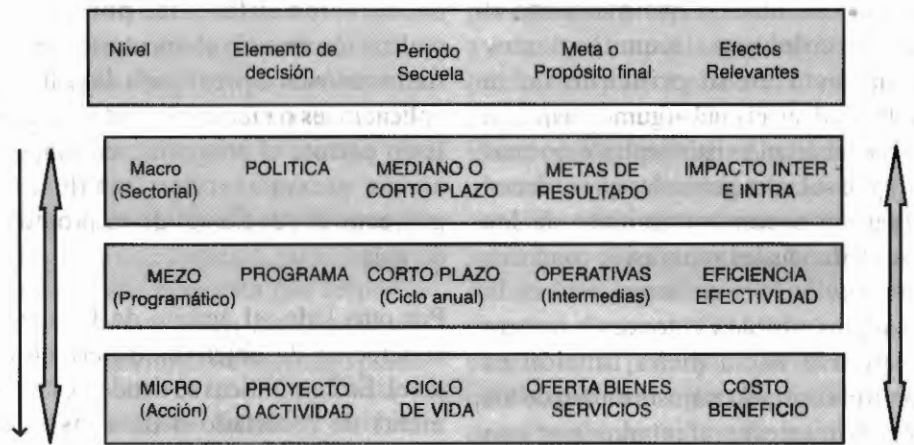 Nivel Elemento de decisión Periodo Secuela Meta o Propósito final Efectos Relevantes
Macro (Sectorial) POLITICA MEDIANO O CORTO PLAZO METAS DE RESULTADO IMPACTO INTER - E INTRA
MEZO (Programático) PROGRAMA CORTO PLAZO (Ciclo anual) OPERATIVAS (Intermedias) EFICIENCIA EFECTIVIDAD
MICRO (Acción) PROYECTO O ACTIVIDAD CICLO DE VIDA OFERTA BIENES SERVICIOS COSTO BENEFICIO